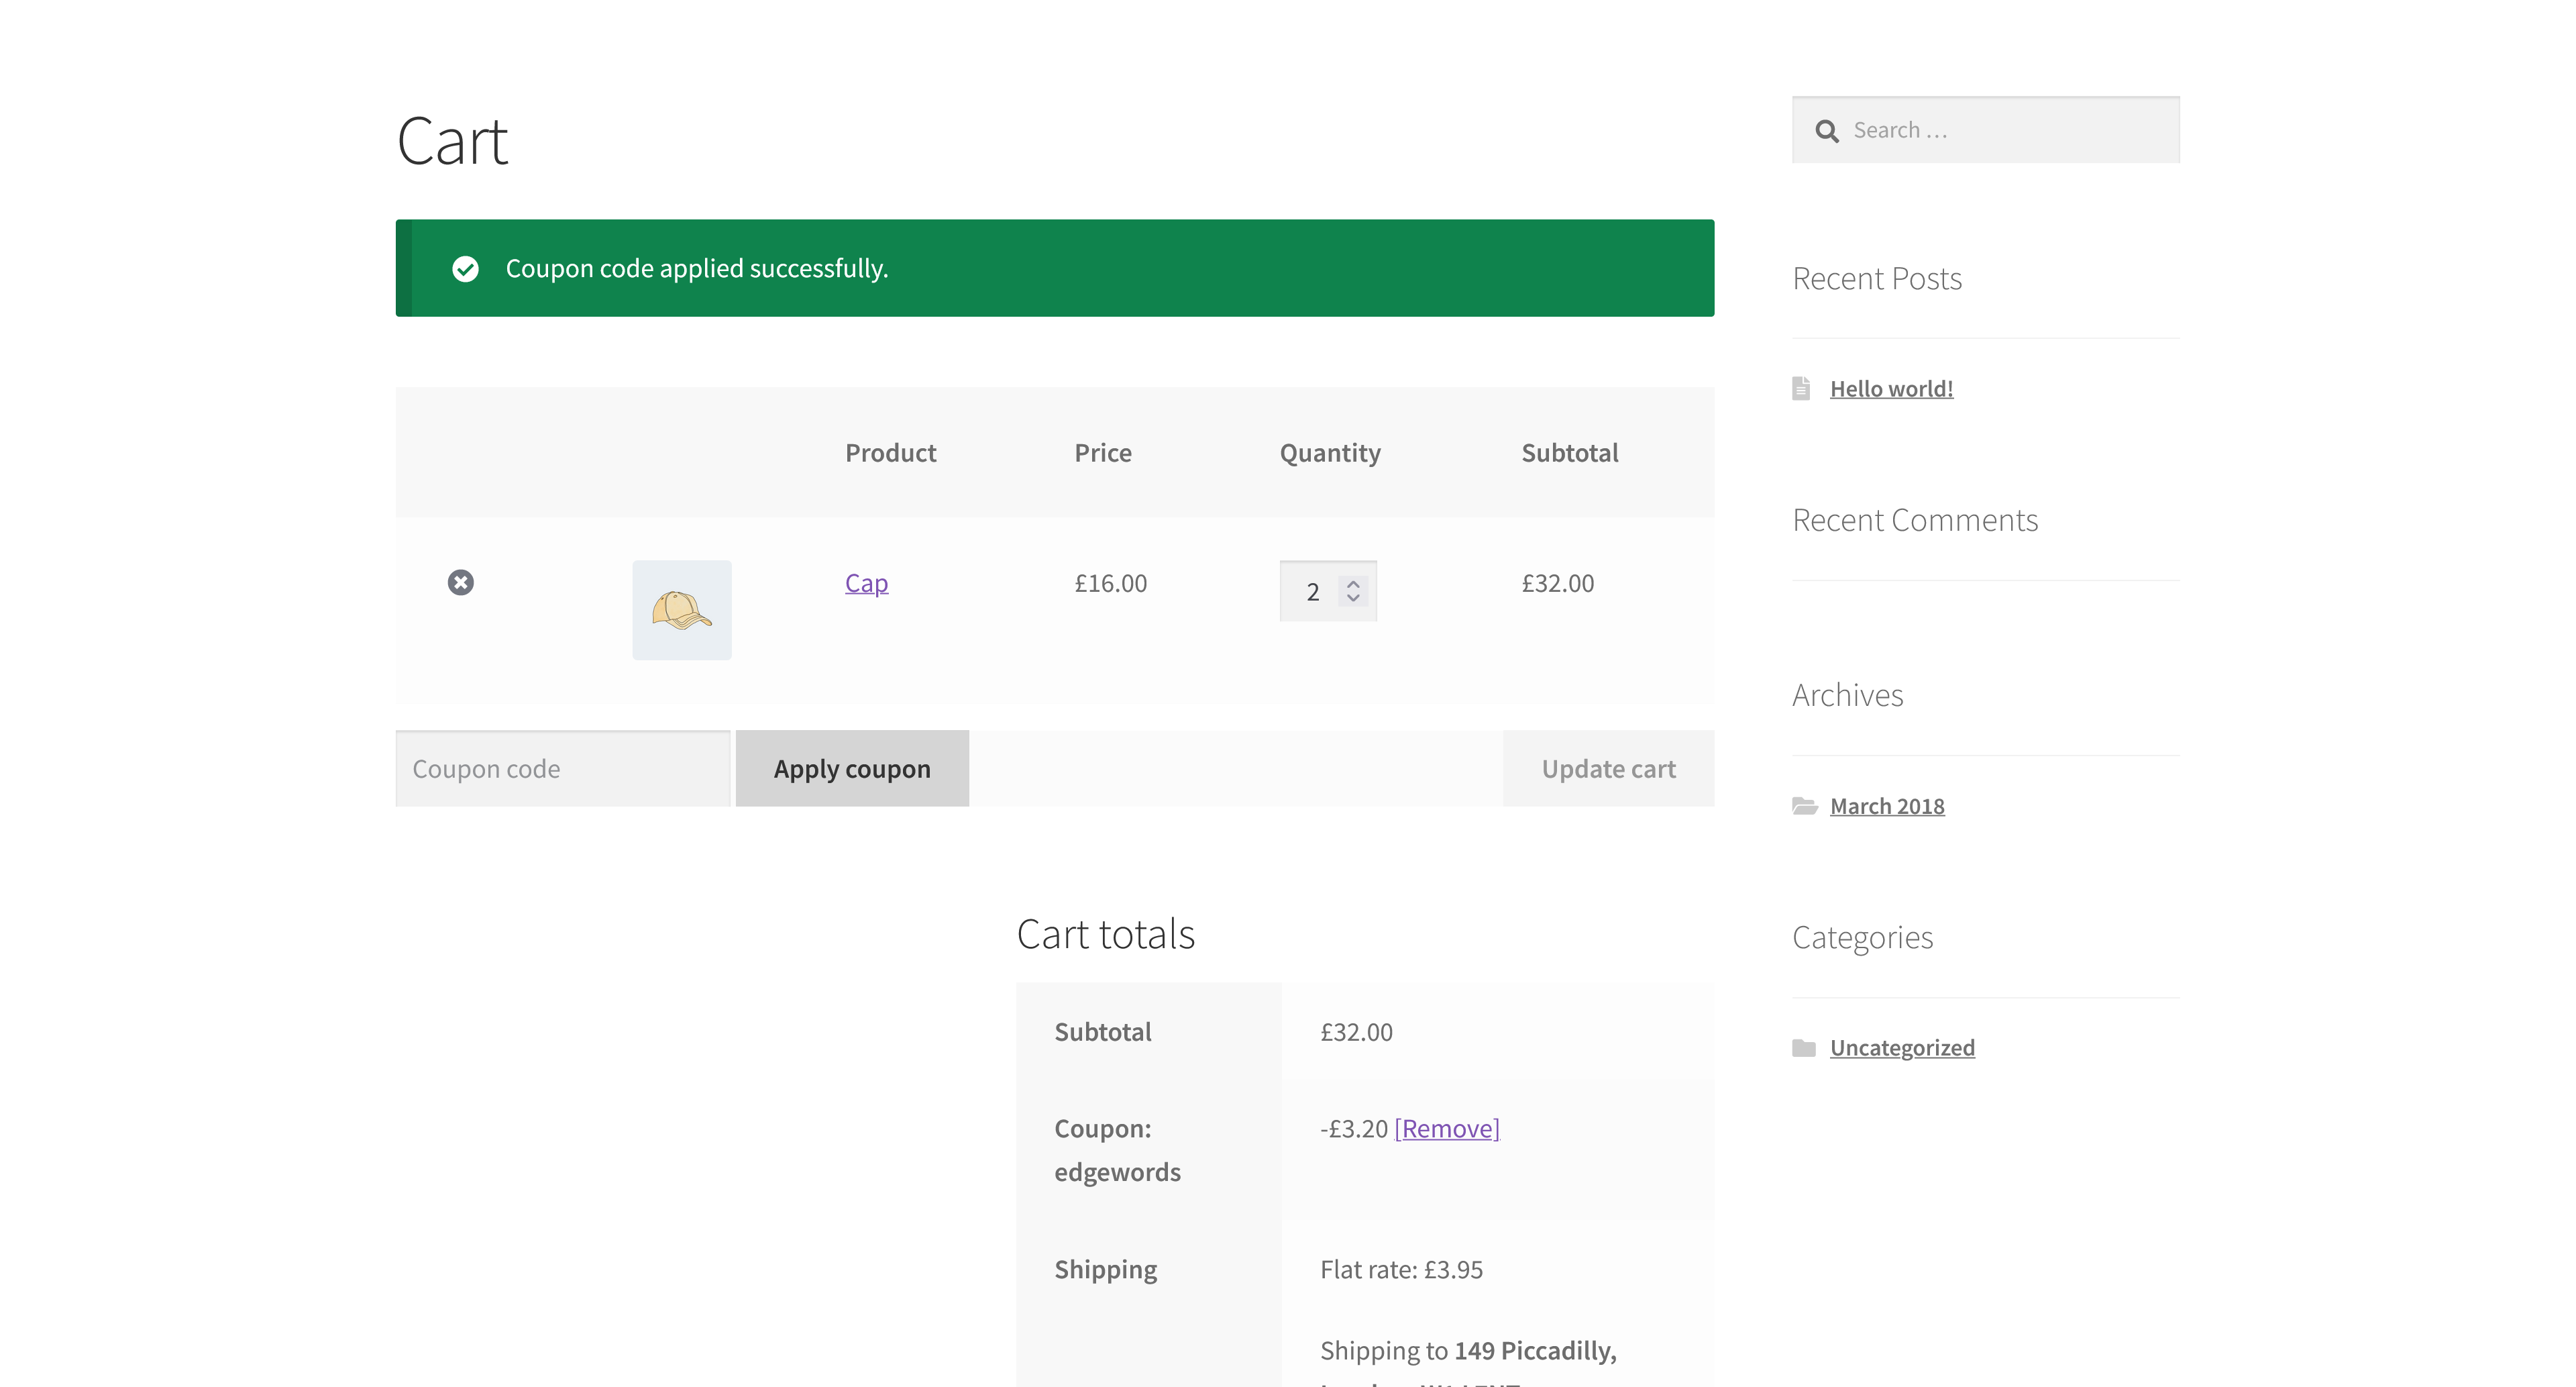 Cart
Search …
Coupon code applied successfully.
Recent Posts
Hello world!
Product Price Quantity Subtotal
Recent Comments
Cap £16.00 2 £32.00
Archives
Coupon code Apply coupon Update cart
March 2018
Cart totals
Categories
Subtotal £32.00
Uncategorized
Coupon: -£3.20 [Remove]
edgewords
Shipping Flat rate: £3.95
Shipping to 149 Piccadilly,